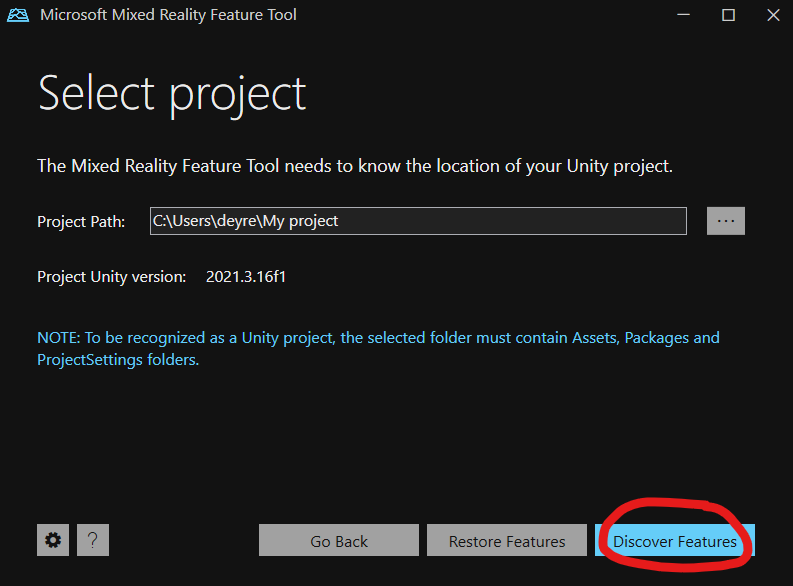 Microsoft Mixed Reality Feature Tool
Select project
The Mixed Reality Feature Tool needs to know the location of your Unity project.
Project Path: C:\Users\deyre\My project ...
Project Unity version: 2021.3.16f1
NOTE: To be recognized as a Unity project, the selected folder must contain Assets, Packages and
ProjectSettings folders.
? Go Back Restore Features Discover Features